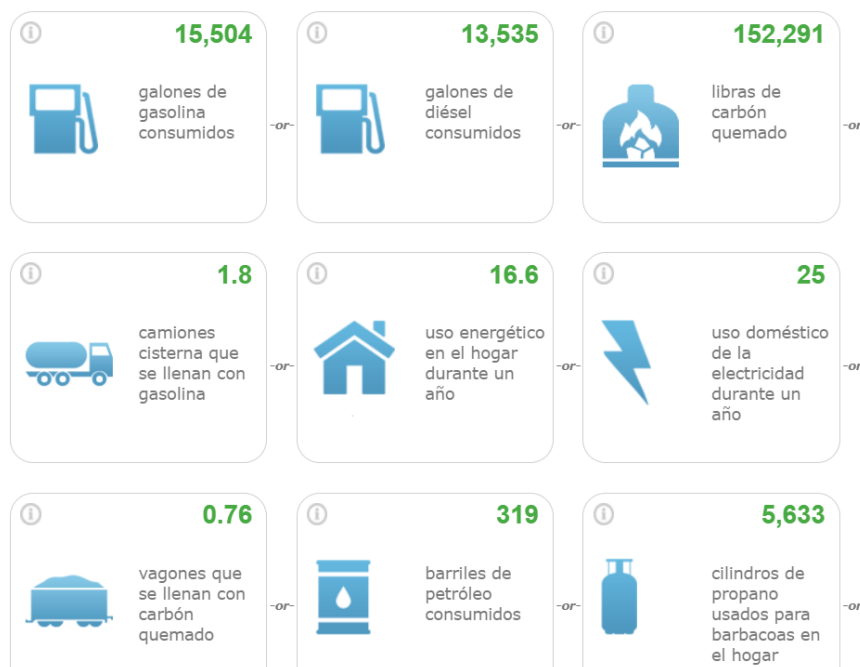 15,504
galones de
gasolina
consumidos
-or-
13,535
galones de
diésel
consumidos
-or-
152,291
libras de
carbón
quemado
-or
1.8
camiones
cisterna que
se llenan con
gasolina
-or-
16.6
uso energético
en el hogar
durante un
año
-or-
25
uso doméstico
de la
electricidad
durante un
año
-or
0.76
vagones que
se llenan con
carbón
quemado
-or-
319
barriles de
petróleo
consumidos
-or-
5,633
cilindros de
propano
usados para
barbacoas en
el hogar
-or